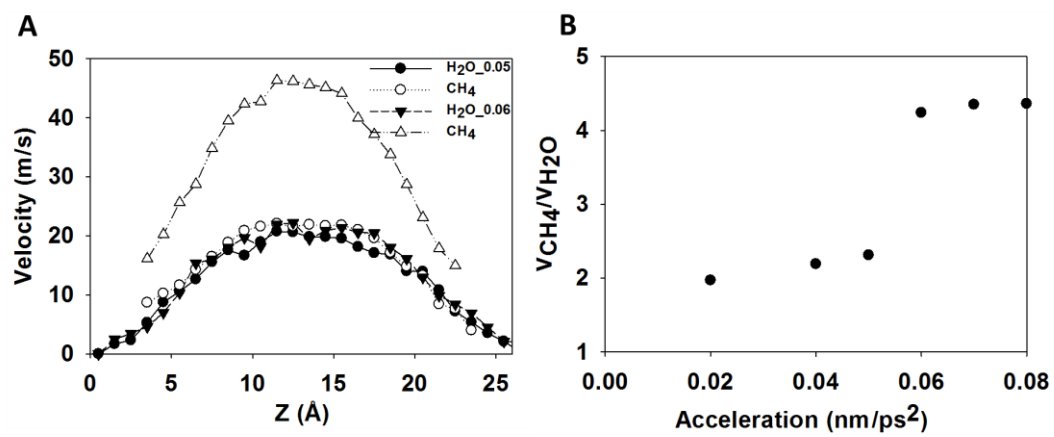 A
50
40
30
20
10
0
0 5 10 15 20 25
Velocity (m/s)
Z (Å)
H2O_0.05
CH4
H2O_0.06
CH4
B
5
4
3
2
1
0.00 0.02 0.04 0.06 0.08
VCH4/VH2O
Acceleration (nm/ps2)